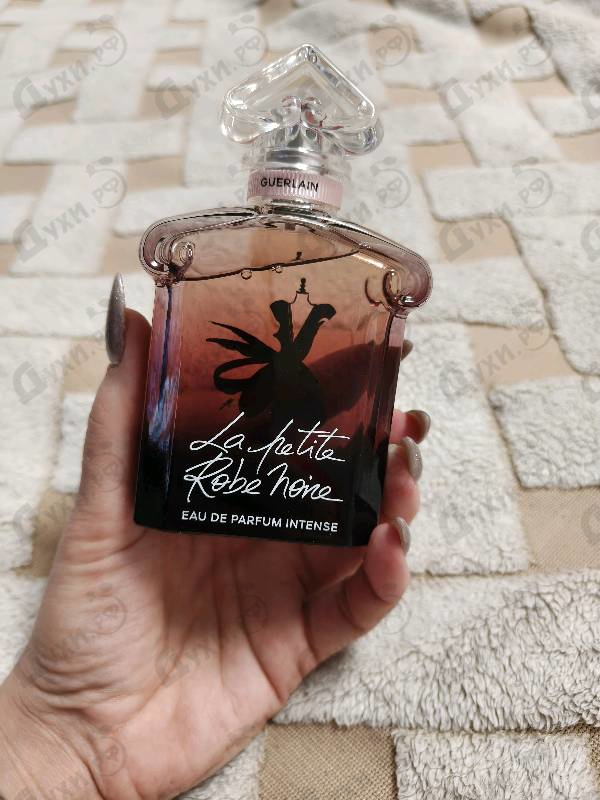 GUERLAIN
La petite
Robe Noire
EAU DE PARFUM INTENSE
Духи.рф